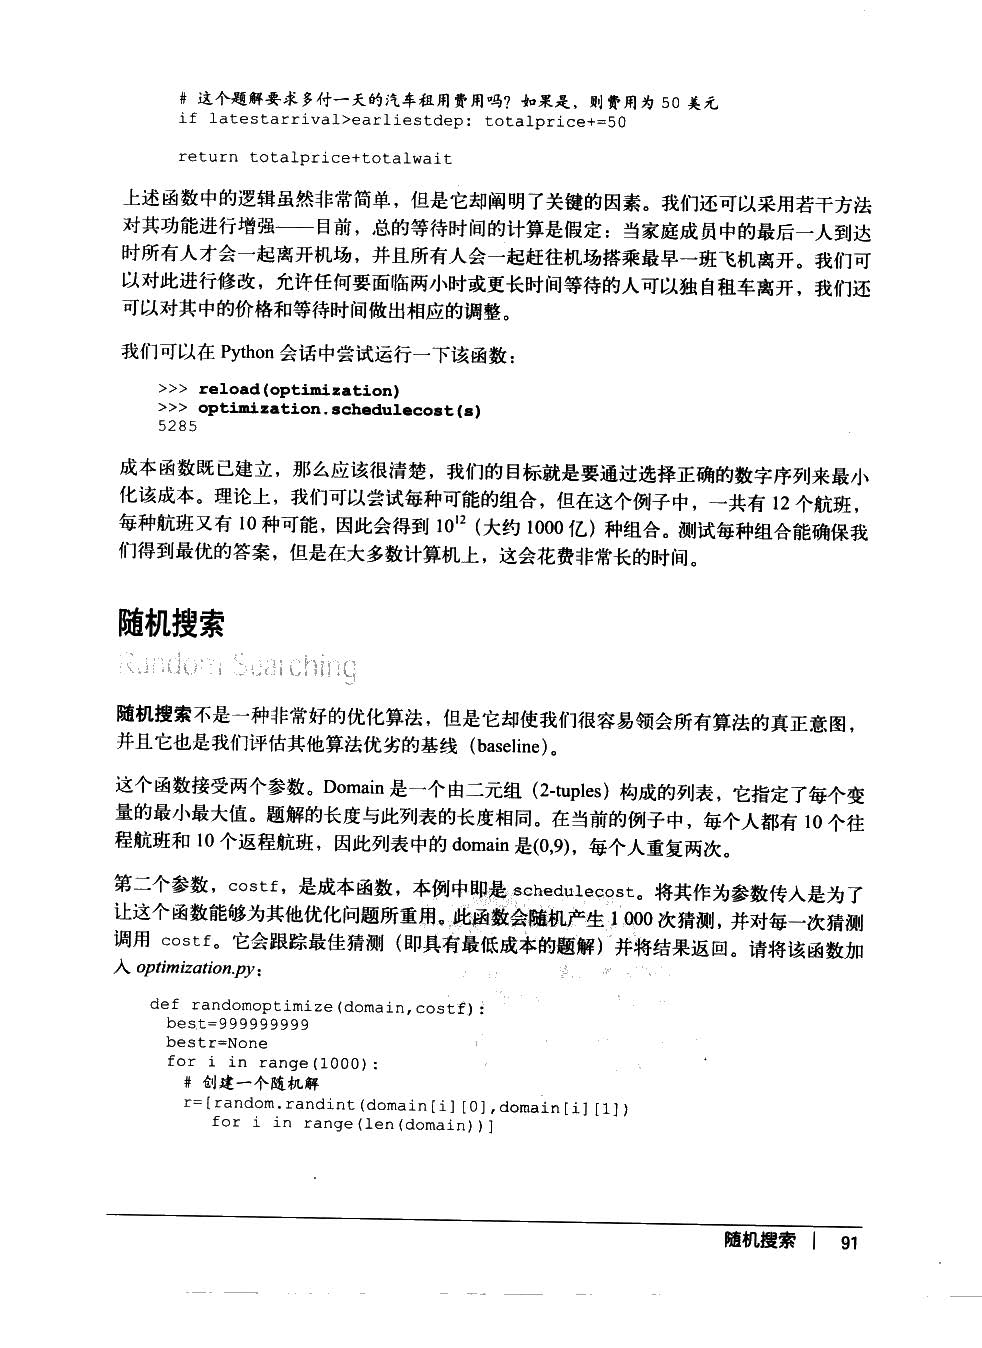 # 这个题解要求多付一天的汽车租用费用吗？如果是，则费用为 50 美元
if latestarrival>earliestdep: totalprice+=50
return totalprice+totalwait
上述函数中的逻辑虽然非常简单，但是它却阐明了关键的因素。我们还可以采用若干方法
对其功能进行增强——目前，总的等待时间的计算是假定：当家庭成员中的最后一人到达
时所有人才会一起离开机场，并且所有人会一起赶往机场搭乘最早一班飞机离开。我们可
以对此进行修改，允许任何要面临两小时或更长时间等待的人可以独自租车离开，我们还
可以对其中的价格和等待时间做出相应的调整。
我们可以在 Python 会话中尝试运行一下该函数：
>>> reload(optimization)
>>> optimization.schedulecost(s)
5285
成本函数既已建立，那么应该很清楚，我们的目标就是要通过选择正确的数字序列来最小
化该成本。理论上，我们可以尝试每种可能的组合，但在这个例子中，一共有 12 个航班，
每种航班又有 10 种可能，因此会得到 10¹²（大约 1000 亿）种组合。测试每种组合能确保我
们得到最优的答案，但是在大多数计算机上，这会花费非常长的时间。
随机搜索
Random Searching
随机搜索不是一种非常好的优化算法，但是它却使我们很容易领会所有算法的真正意图，
并且它也是我们评估其他算法优劣的基线（baseline）。
这个函数接受两个参数。Domain 是一个由二元组（2-tuples）构成的列表，它指定了每个变
量的最小最大值。题解的长度与此列表的长度相同。在当前的例子中，每个人都有 10 个往
程航班和 10 个返程航班，因此列表中的 domain 是(0,9)，每个人重复两次。
第二个参数，costf，是成本函数，本例中即是 schedulecost。将其作为参数传入是为了
让这个函数能够为其他优化问题所重用。此函数会随机产生 1 000 次猜测，并对每一次猜测
调用 costf。它会跟踪最佳猜测（即具有最低成本的题解）并将结果返回。请将该函数加
入 optimization.py：
def randomoptimize(domain,costf):
best=999999999
bestr=None
for i in range(1000):
# 创建一个随机解
r=[random.randint(domain[i][0],domain[i][1])
for i in range(len(domain))]
随机搜索 | 91